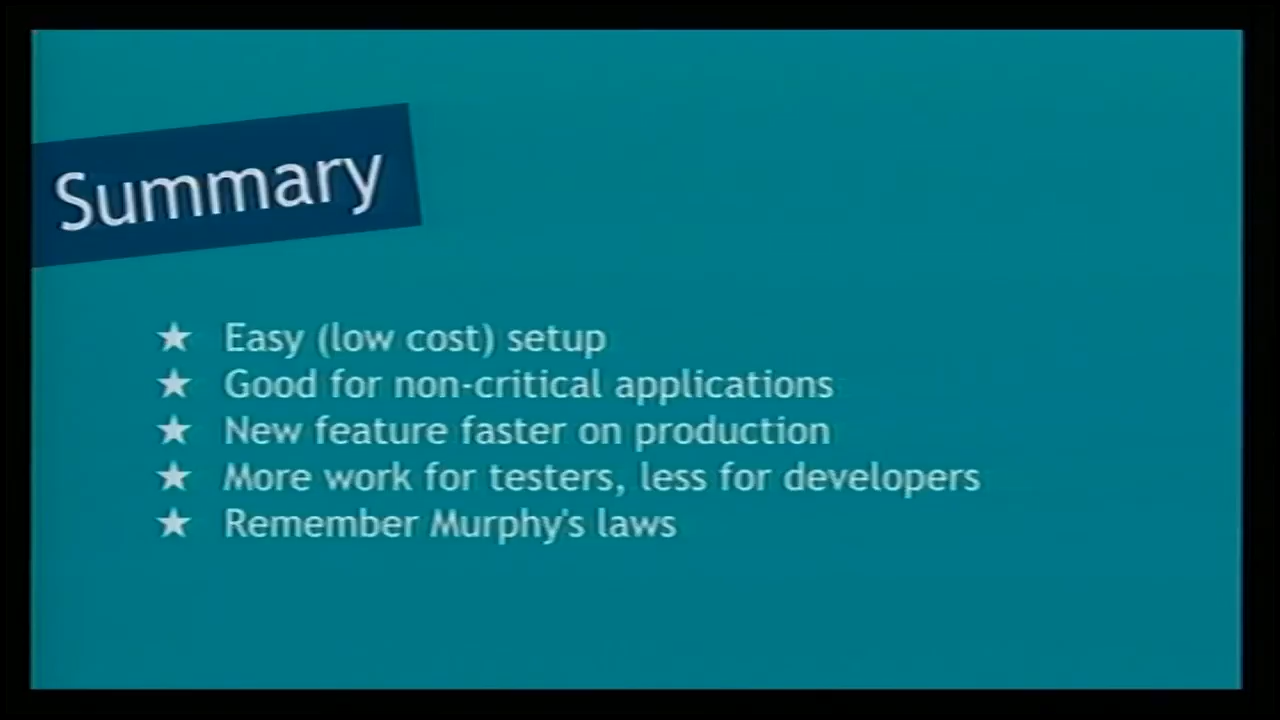 Summary
★ Easy (low cost) setup
★ Good for non-critical applications
★ New feature faster on production
★ More work for testers, less for developers
★ Remember Murphy's laws